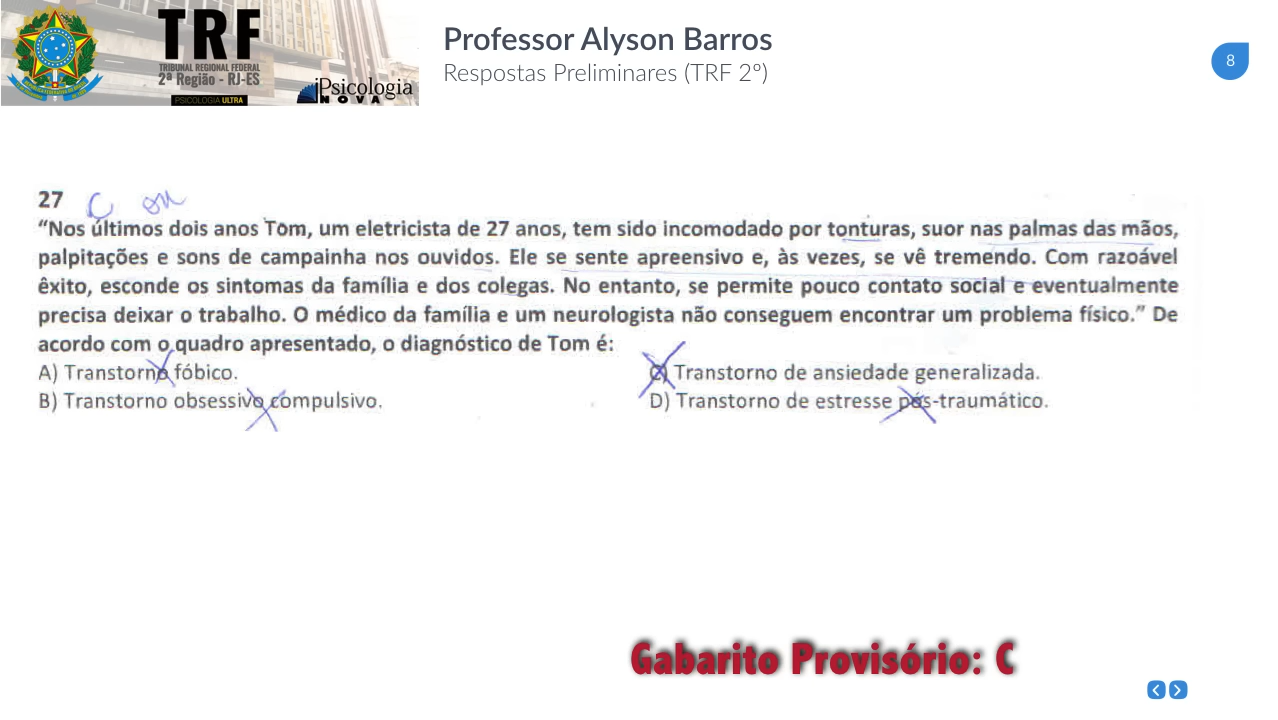 TRF
TRIBUNAL REGIONAL FEDERAL
2ª Região - RJ-ES
PSICOLOGIA ULTRA
Psicologia
NOVA
Professor Alyson Barros
Respostas Preliminares (TRF 2º)
8
27
C ou
“Nos últimos dois anos Tom, um eletricista de 27 anos, tem sido incomodado por tonturas, suor nas palmas das mãos,
palpitações e sons de campainha nos ouvidos. Ele se sente apreensivo e, às vezes, se vê tremendo. Com razoável
êxito, esconde os sintomas da família e dos colegas. No entanto, se permite pouco contato social e eventualmente
precisa deixar o trabalho. O médico da família e um neurologista não conseguem encontrar um problema físico.” De
acordo com o quadro apresentado, o diagnóstico de Tom é:
A) Transtorno fóbico.
B) Transtorno obsessivo compulsivo.
C) Transtorno de ansiedade generalizada.
D) Transtorno de estresse pós-traumático.
Gabarito Provisório: C